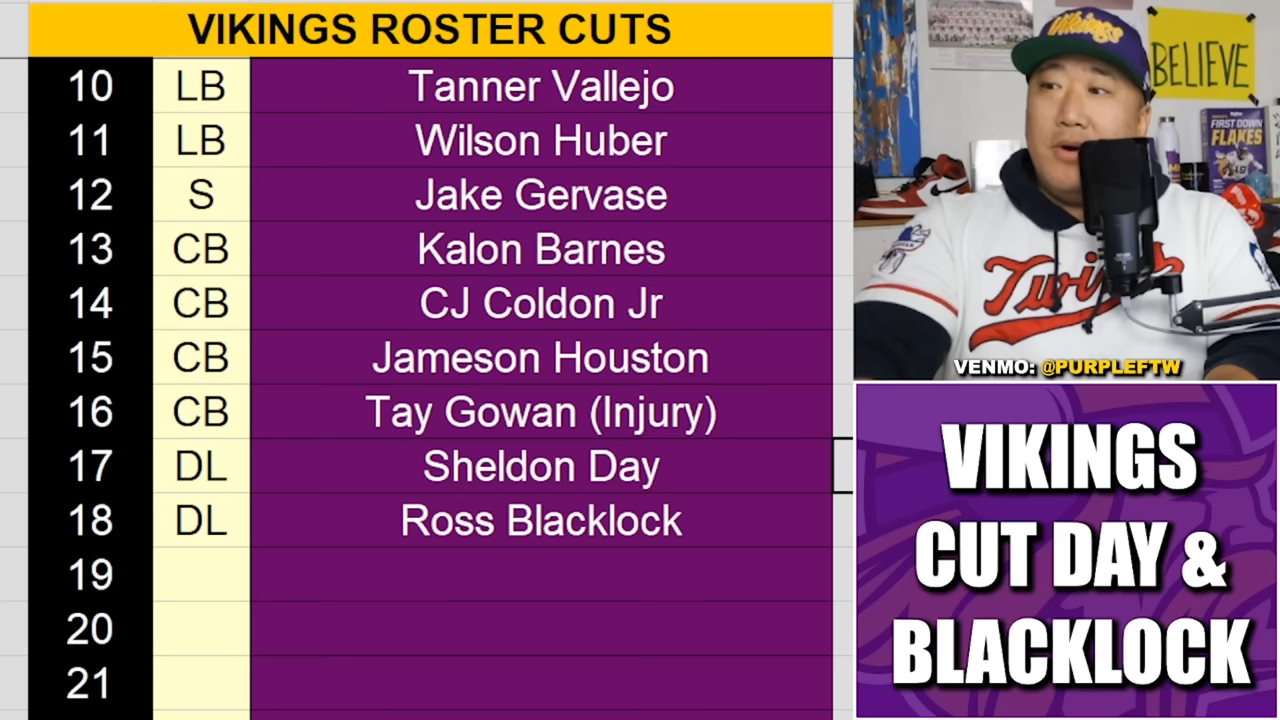 VIKINGS ROSTER CUTS
10 LB Tanner Vallejo
11 LB Wilson Huber
12 S Jake Gervase
13 CB Kalon Barnes
14 CB CJ Coldon Jr
15 CB Jameson Houston
16 CB Tay Gowan (Injury)
17 DL Sheldon Day
18 DL Ross Blacklock
19
20
21
Vikings
BELIEVE
FIRST DOWN
FLAKES
Twins
VENMO: @PURPLEFTW
VIKINGS
CUT DAY &
BLACKLOCK